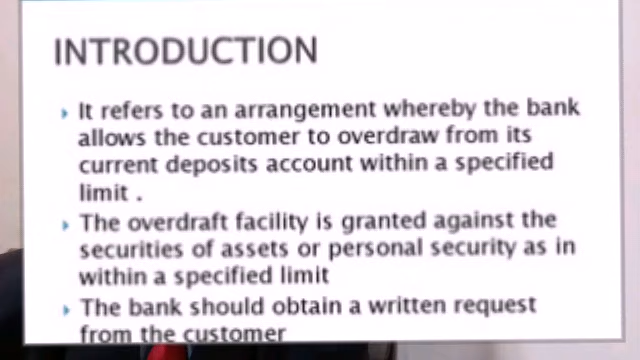 INTRODUCTION
It refers to an arrangement whereby the bank
allows the customer to overdraw from its
current deposits account within a specified
limit .
The overdraft facility is granted against the
securities of assets or personal security as in
within a specified limit
The bank should obtain a written request
from the customer